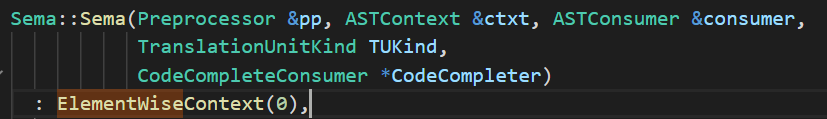 Sema::Sema(Preprocessor &pp, ASTContext &ctxt, ASTConsumer &consumer,
TranslationUnitKind TUKind,
CodeCompleteConsumer *CodeCompleter)
: ElementWiseContext(0),